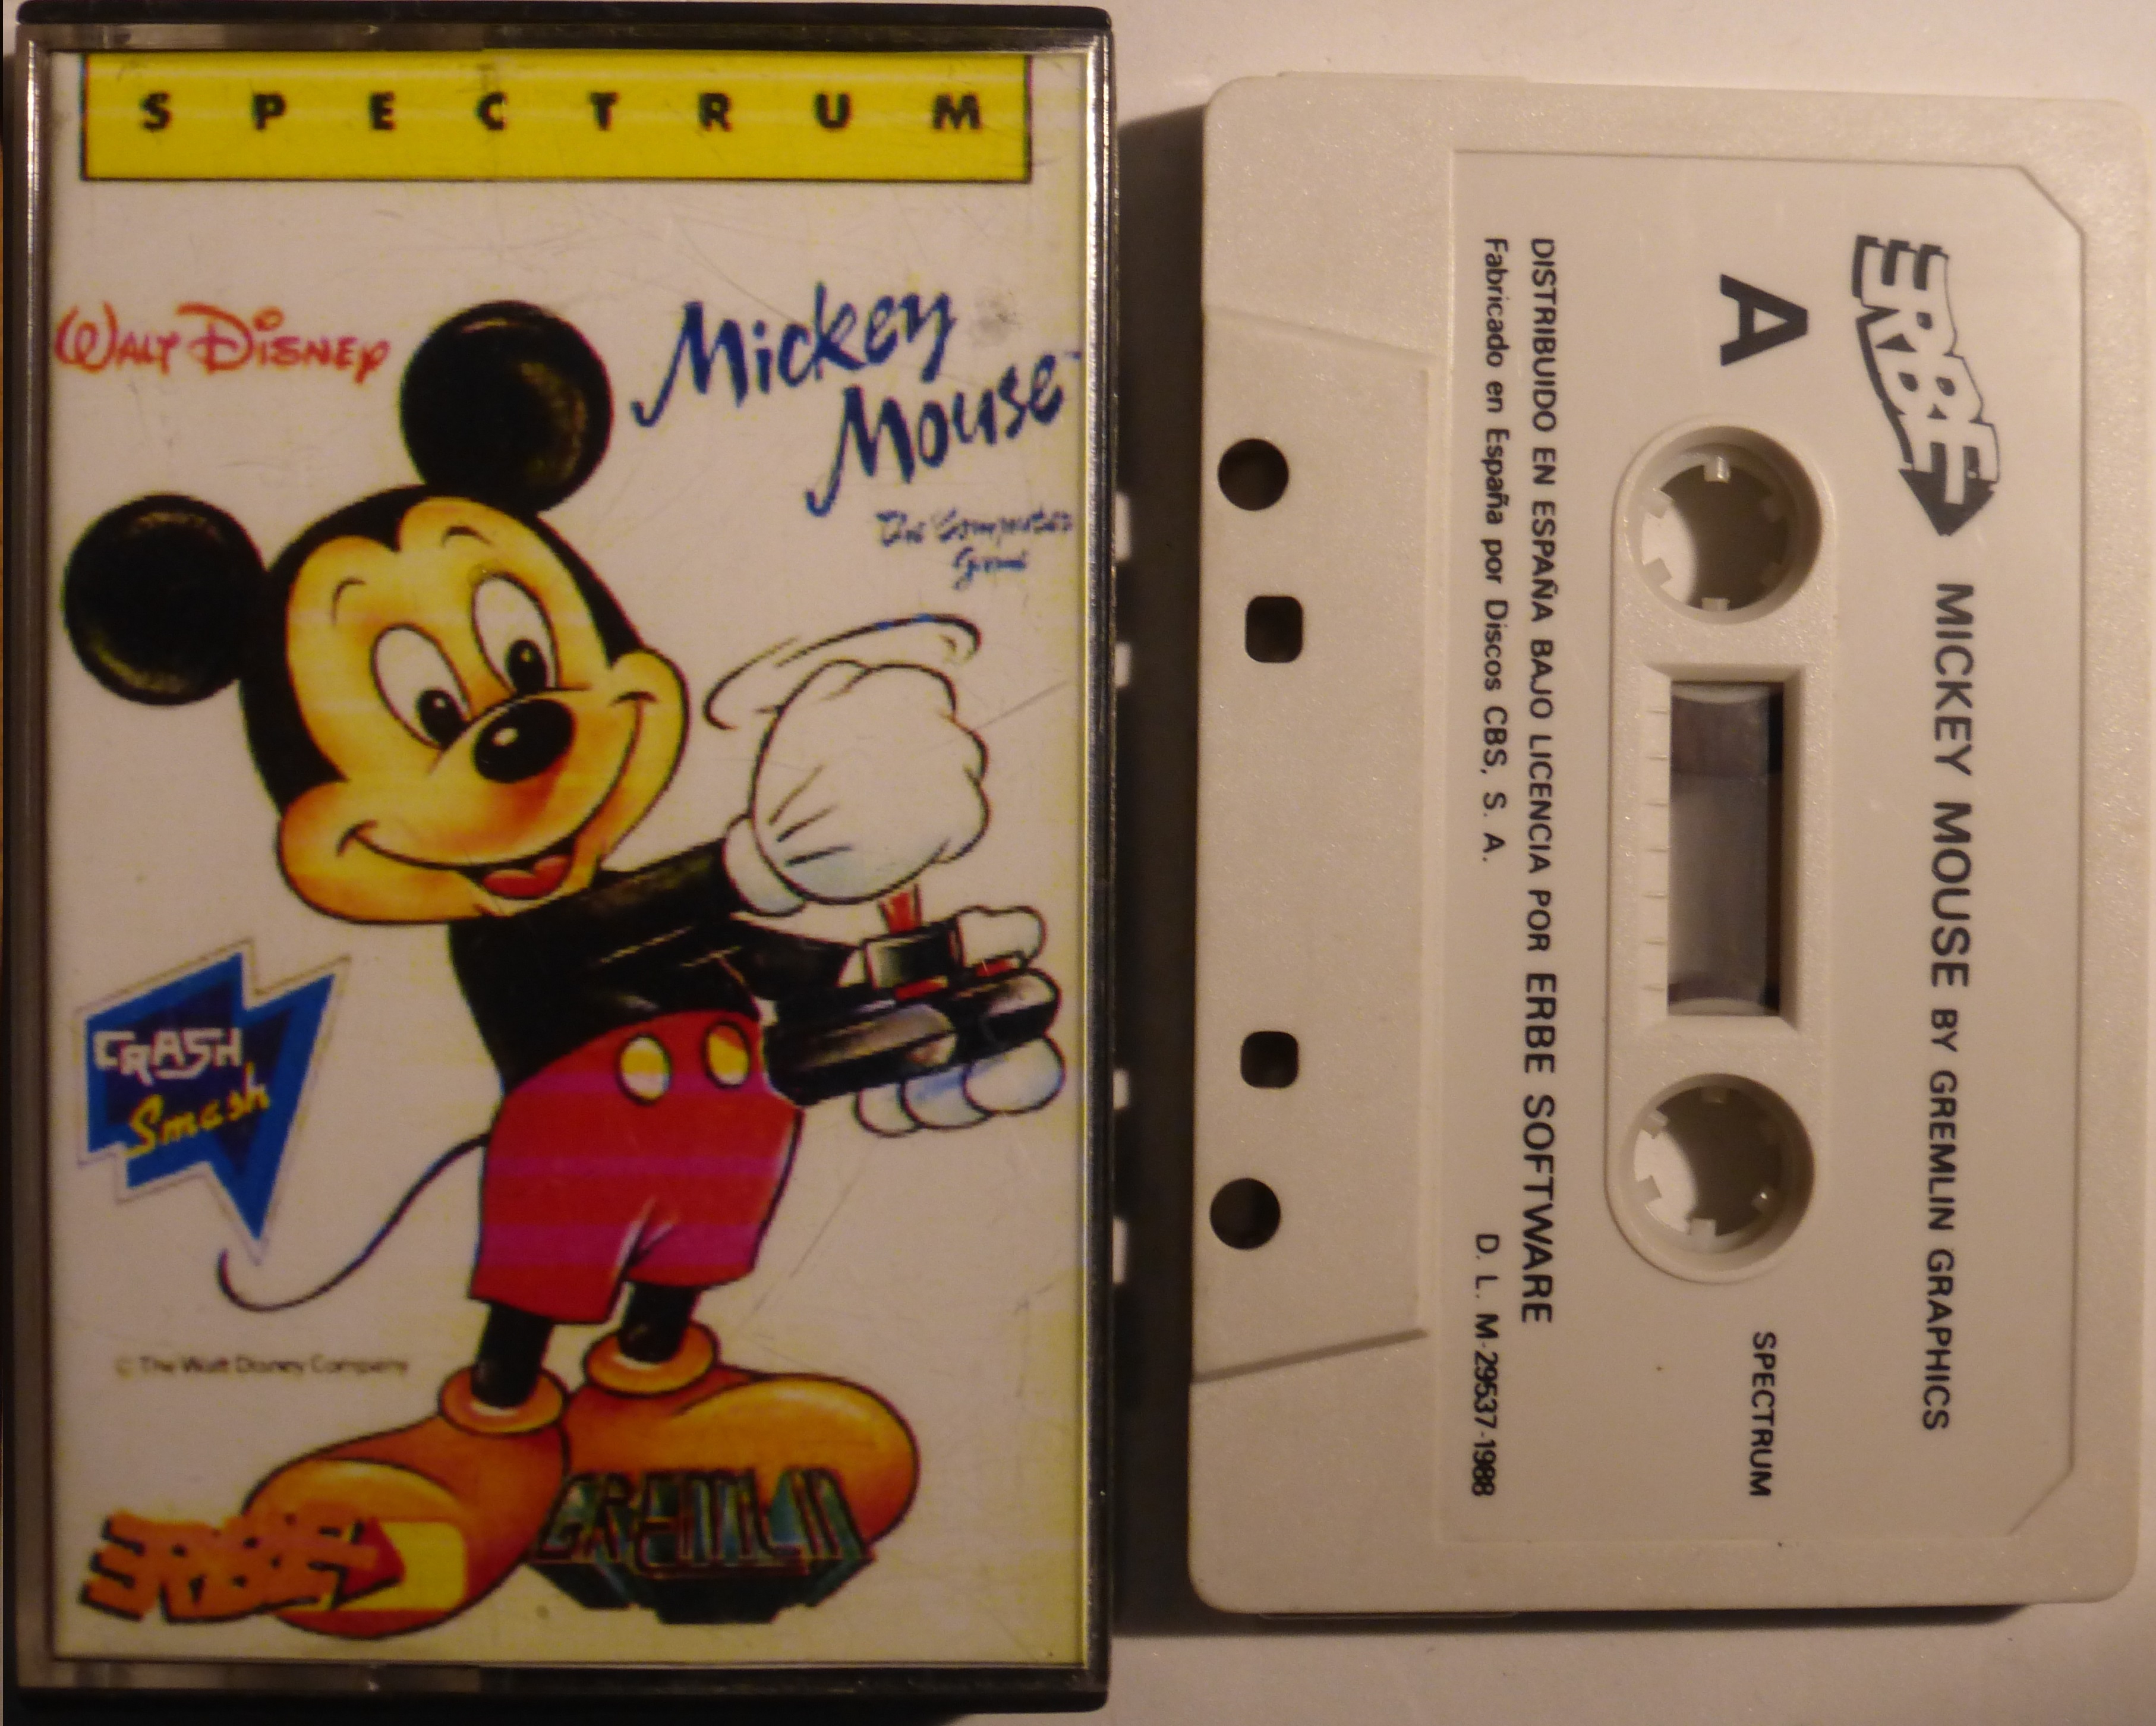 SPECTRUM
WALT DISNEY
Mickey
Mouse
The Computer
Game
CRASH
Smash
© The Walt Disney Company
ERBE
GREMLIN
ERBE
MICKEY MOUSE BY GREMLIN GRAPHICS
A
SPECTRUM
DISTRIBUIDO EN ESPAÑA BAJO LICENCIA POR ERBE SOFTWARE
Fabricado en España por Discos CBS, S. A. D. L. M-29537-1988